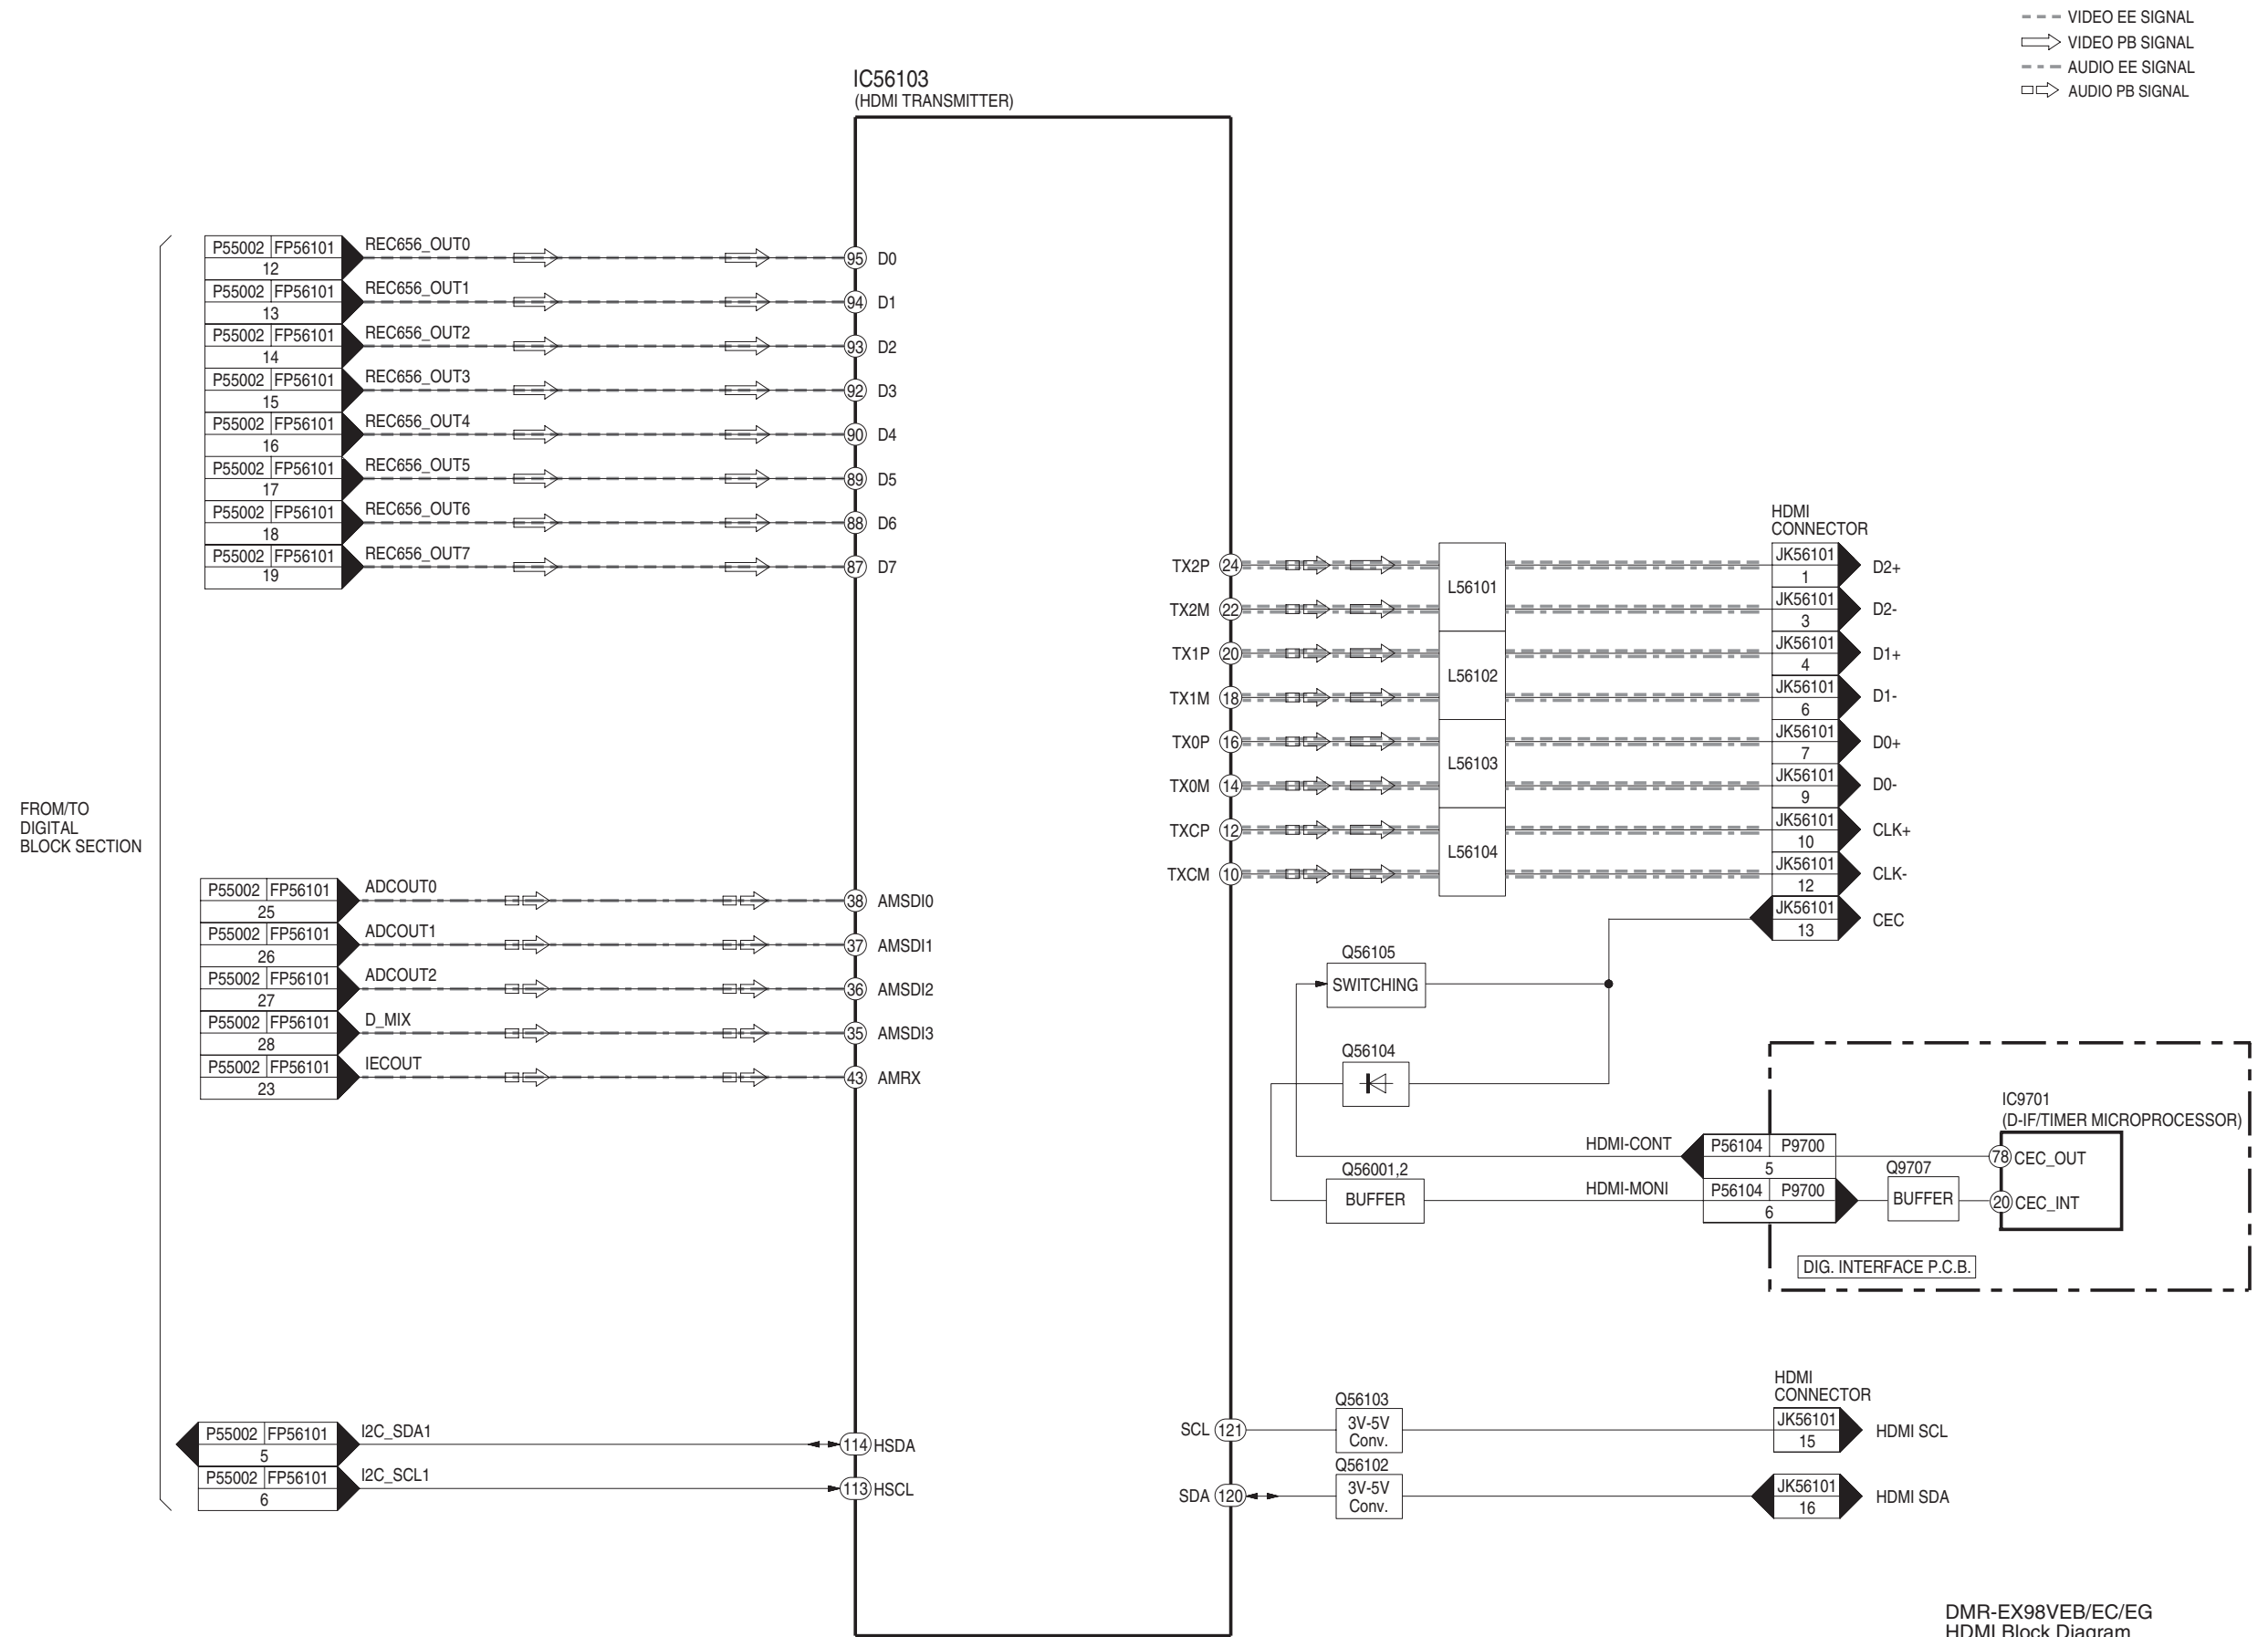 VIDEO EE SIGNAL
VIDEO PB SIGNAL
AUDIO EE SIGNAL
AUDIO PB SIGNAL
IC56103
(HDMI TRANSMITTER)
FROM/TO
DIGITAL
BLOCK SECTION
P55002 FP56101 REC656_OUT0
12
95 D0
P55002 FP56101 REC656_OUT1
13
94 D1
P55002 FP56101 REC656_OUT2
14
93 D2
P55002 FP56101 REC656_OUT3
15
92 D3
P55002 FP56101 REC656_OUT4
16
90 D4
P55002 FP56101 REC656_OUT5
17
89 D5
P55002 FP56101 REC656_OUT6
18
88 D6
P55002 FP56101 REC656_OUT7
19
87 D7
P55002 FP56101 ADCOUT0
25
38 AMSDI0
P55002 FP56101 ADCOUT1
26
37 AMSDI1
P55002 FP56101 ADCOUT2
27
36 AMSDI2
P55002 FP56101 D_MIX
28
35 AMSDI3
P55002 FP56101 IECOUT
23
43 AMRX
P55002 FP56101 I2C_SDA1
5
114 HSDA
P55002 FP56101 I2C_SCL1
6
113 HSCL
HDMI
CONNECTOR
TX2P 24
L56101
JK56101
1
D2+
TX2M 22
JK56101
3
D2-
TX1P 20
L56102
JK56101
4
D1+
TX1M 18
JK56101
6
D1-
TX0P 16
L56103
JK56101
7
D0+
TX0M 14
JK56101
9
D0-
TXCP 12
L56104
JK56101
10
CLK+
TXCM 10
JK56101
12
CLK-
JK56101
13
CEC
Q56105
SWITCHING
Q56104
HDMI-CONT
P56104 P9700
5
Q56001,2
BUFFER
HDMI-MONI
P56104 P9700
6
Q9707
BUFFER
IC9701
(D-IF/TIMER MICROPROCESSOR)
78 CEC_OUT
20 CEC_INT
DIG. INTERFACE P.C.B.
HDMI
CONNECTOR
SCL 121
Q56103
3V-5V
Conv.
JK56101
15
HDMI SCL
SDA 120
Q56102
3V-5V
Conv.
JK56101
16
HDMI SDA
DMR-EX98VEB/EC/EG
HDMI Block Diagram